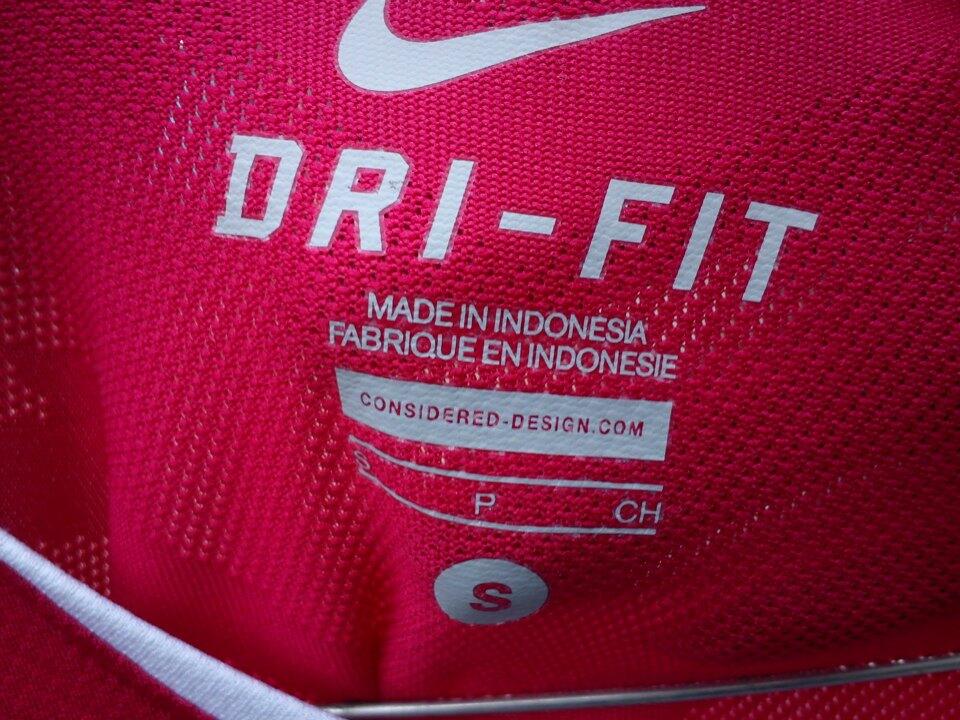 DRI-FIT
MADE IN INDONESIA
FABRIQUE EN INDONESIE
CONSIDERED-DESIGN.COM
S P CH
S